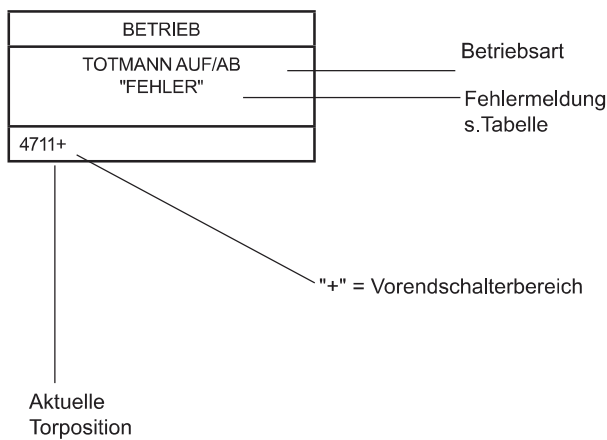 BETRIEB
TOTMANN AUF/AB
"FEHLER"
4711+
Betriebsart
Fehlermeldung
s.Tabelle
"+" = Vorendschalterbereich
Aktuelle
Torposition